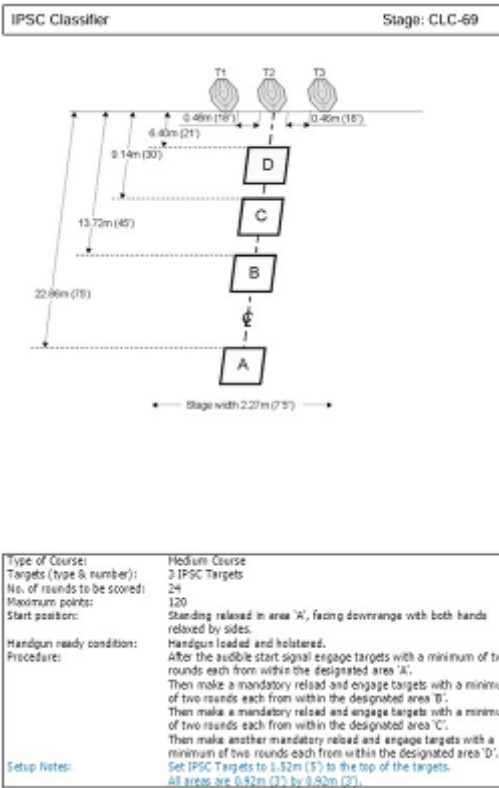 IPSC Classifier Stage: CLC-69
T1 T2 T3
0.46m (18") 0.46m (18")
6.40m (21')
9.14m (30')
D
C
13.72m (45')
B
22.86m (75')
A
Stage width 2.27m (7'5")
Type of Course: Medium Course
Targets (type & number): 3 IPSC Targets
No. of rounds to be scored: 24
Maximum points: 120
Start position: Standing relaxed in area 'A', facing downrange with both hands
relaxed by sides.
Handgun ready condition: Handgun loaded and holstered.
Procedure: After the audible start signal engage targets with a minimum of tw
rounds each from within the designated area 'A'.
Then make a mandatory reload and engage targets with a minimu
of two rounds each from within the designated area 'B'.
Then make a mandatory reload and engage targets with a minimu
of two rounds each from within the designated area 'C'.
Then make another mandatory reload and engage targets with a
minimum of two rounds each from within the designated area 'D'.
Setup Notes: Set IPSC Targets to 1.52m (5') to the top of the targets.
All areas are 0.92m (3') by 0.92m (3').